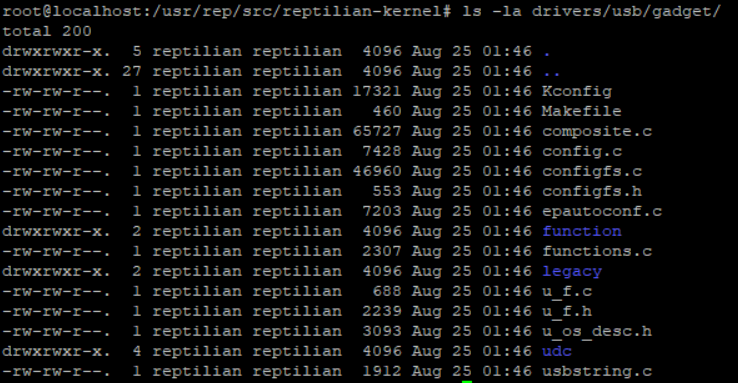 root@localhost:/usr/rep/src/reptilian-kernel# ls -la drivers/usb/gadget/
total 200
drwxrwxr-x.  5 reptilian reptilian  4096 Aug 25 01:46 .
drwxrwxr-x. 27 reptilian reptilian  4096 Aug 25 01:46 ..
-rw-rw-r--.  1 reptilian reptilian 17321 Aug 25 01:46 Kconfig
-rw-rw-r--.  1 reptilian reptilian   460 Aug 25 01:46 Makefile
-rw-rw-r--.  1 reptilian reptilian 65727 Aug 25 01:46 composite.c
-rw-rw-r--.  1 reptilian reptilian  7428 Aug 25 01:46 config.c
-rw-rw-r--.  1 reptilian reptilian 46960 Aug 25 01:46 configfs.c
-rw-rw-r--.  1 reptilian reptilian   553 Aug 25 01:46 configfs.h
-rw-rw-r--.  1 reptilian reptilian  7203 Aug 25 01:46 epautoconf.c
drwxrwxr-x.  2 reptilian reptilian  4096 Aug 25 01:46 function
-rw-rw-r--.  1 reptilian reptilian  2307 Aug 25 01:46 functions.c
drwxrwxr-x.  2 reptilian reptilian  4096 Aug 25 01:46 legacy
-rw-rw-r--.  1 reptilian reptilian   688 Aug 25 01:46 u_f.c
-rw-rw-r--.  1 reptilian reptilian  2239 Aug 25 01:46 u_f.h
-rw-rw-r--.  1 reptilian reptilian  3093 Aug 25 01:46 u_os_desc.h
drwxrwxr-x.  4 reptilian reptilian  4096 Aug 25 01:46 udc
-rw-rw-r--.  1 reptilian reptilian  1912 Aug 25 01:46 usbstring.c